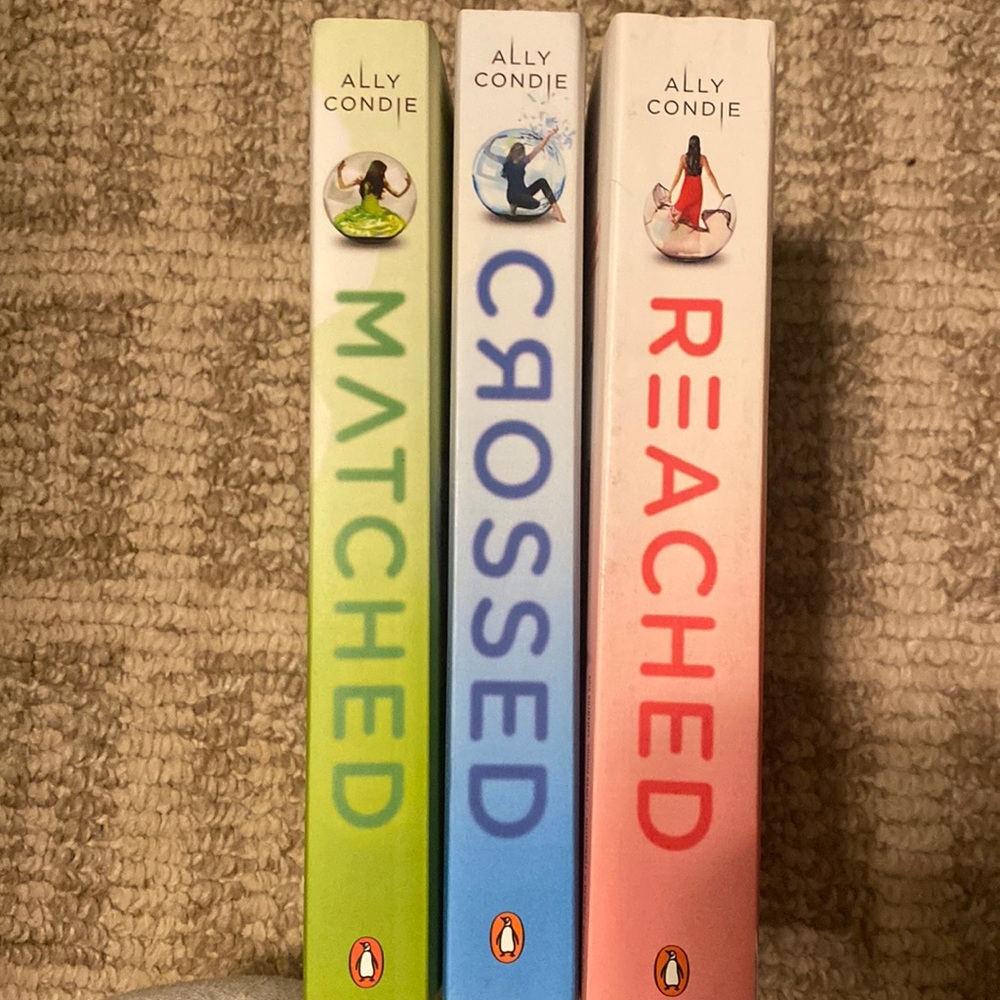 ALLY
CONDIE
MATCHED
ALLY
CONDIE
CROSSED
ALLY
CONDIE
REACHED